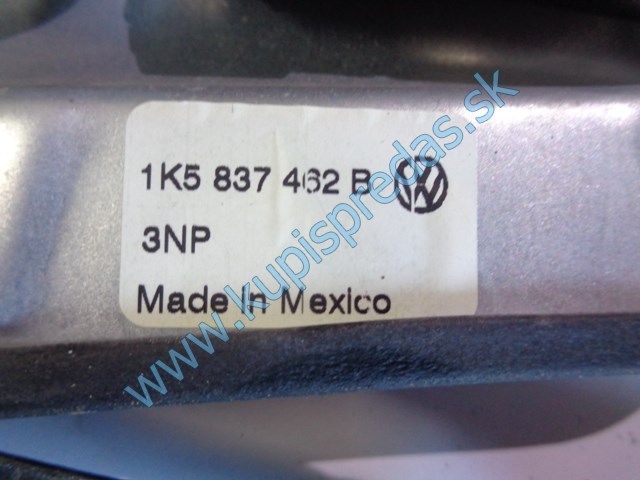 1K5 837 462 B
3NP
Made In Mexico
www.kupispredas.sk